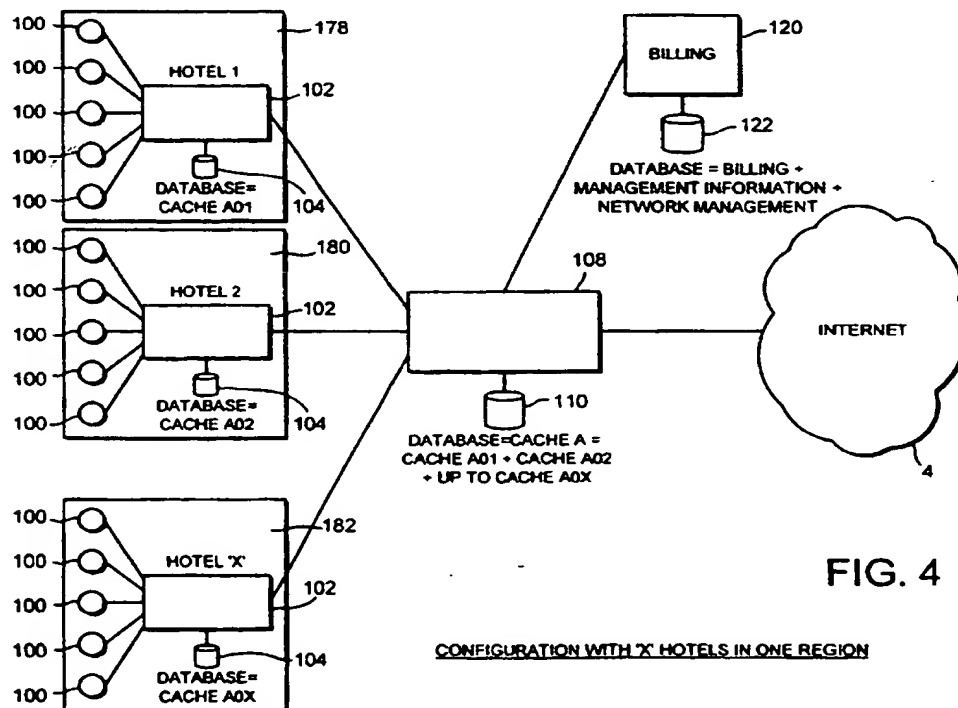 100
100
100
100
100
178
HOTEL 1
102
DATABASE=
CACHE A01
104
100
100
100
100
100
180
HOTEL 2
102
DATABASE=
CACHE A02
104
100
100
100
100
100
182
HOTEL 'X'
102
DATABASE=
CACHE A0X
104
108
110
DATABASE=CACHE A =
CACHE A01 + CACHE A02
+ UP TO CACHE A0X
BILLING
120
122
DATABASE = BILLING +
MANAGEMENT INFORMATION +
NETWORK MANAGEMENT
INTERNET
4
FIG. 4
CONFIGURATION WITH 'X' HOTELS IN ONE REGION